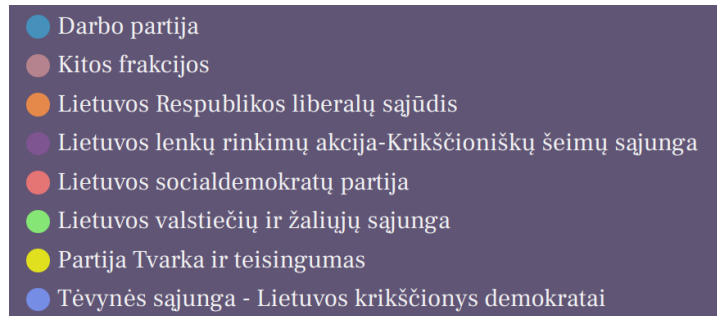 Darbo partija
Kitos frakcijos
Lietuvos Respublikos liberalų sąjūdis
Lietuvos lenkų rinkimų akcija-Krikščioniškų šeimų sąjunga
Lietuvos socialdemokratų partija
Lietuvos valstiečių ir žaliųjų sąjunga
Partija Tvarka ir teisingumas
Tėvynės sąjunga - Lietuvos krikščionys demokratai